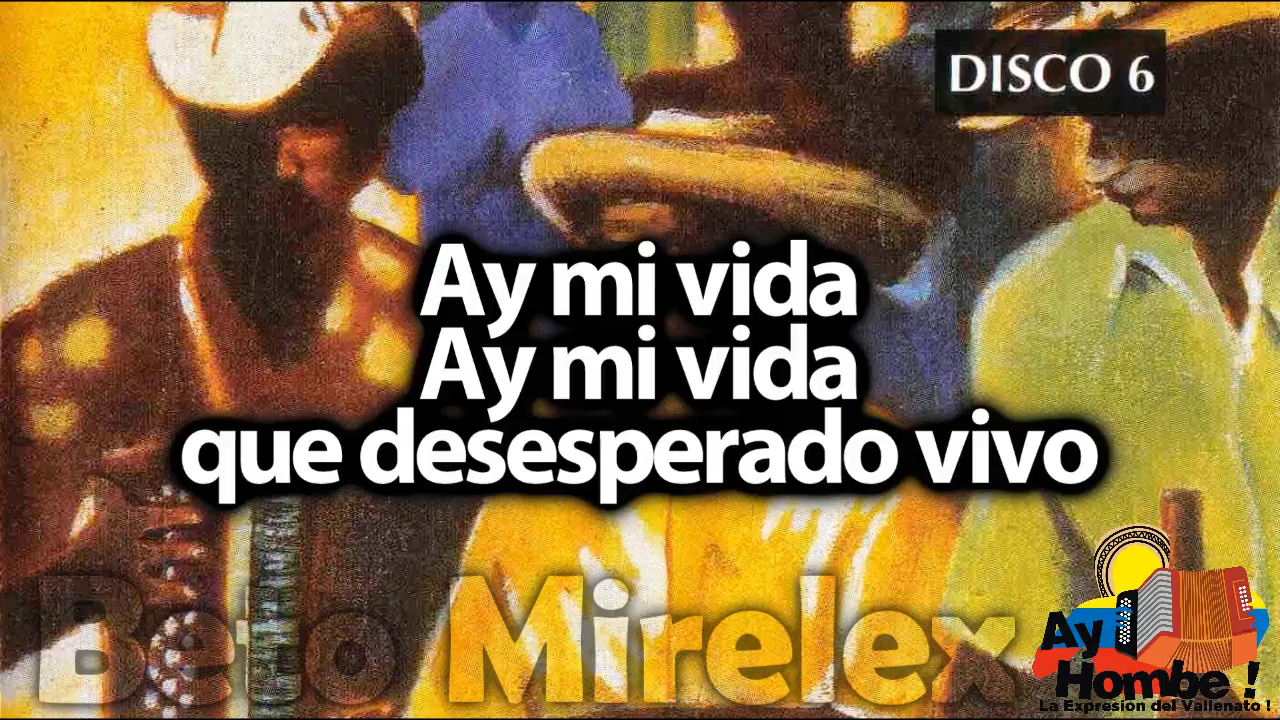 DISCO 6
Ay mi vida
Ay mi vida
que desesperado vivo
Beto Mirelex
Ay
Hombe !
La Expresión del Vallenato !